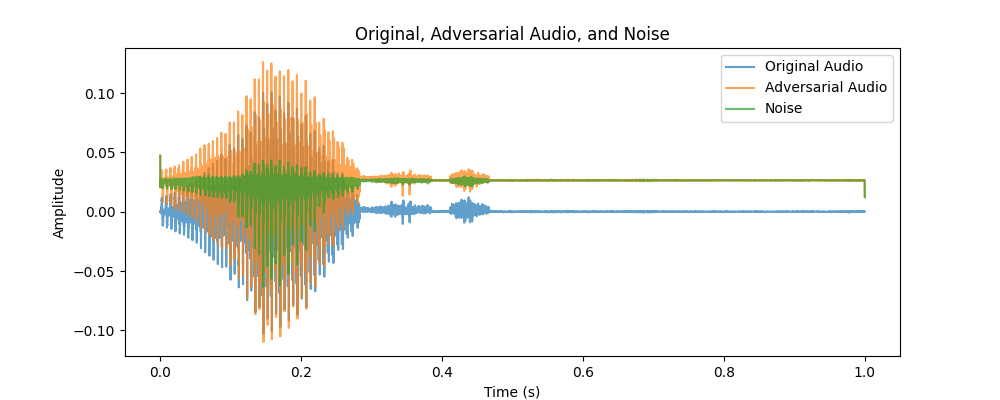 Original, Adversarial Audio, and Noise
Original Audio
Adversarial Audio
Noise
Amplitude
0.10
0.05
0.00
−0.05
−0.10
0.0
0.2
0.4
0.6
0.8
1.0
Time (s)